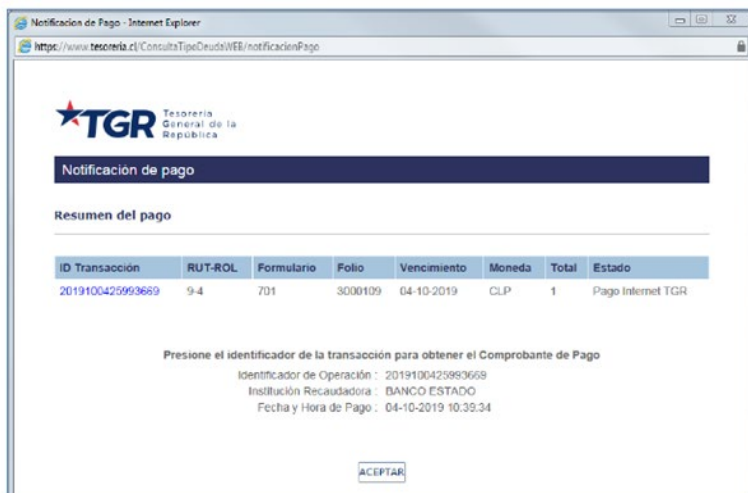 Notificacion de Pago - Internet Explorer
https://www.tesoreria.cl/ConsultaTipoDeudaWEB/notificacionPago
TGR Tesorería General de la República
Notificación de pago
Resumen del pago
ID Transacción RUT-ROL Formulario Folio Vencimiento Moneda Total Estado
2019100425993669 9-4 701 3000109 04-10-2019 CLP 1 Pago Internet TGR
Presione el identificador de la transacción para obtener el Comprobante de Pago
Identificador de Operación : 2019100425993669
Institución Recaudadora : BANCO ESTADO
Fecha y Hora de Pago : 04-10-2019 10:39:34
ACEPTAR